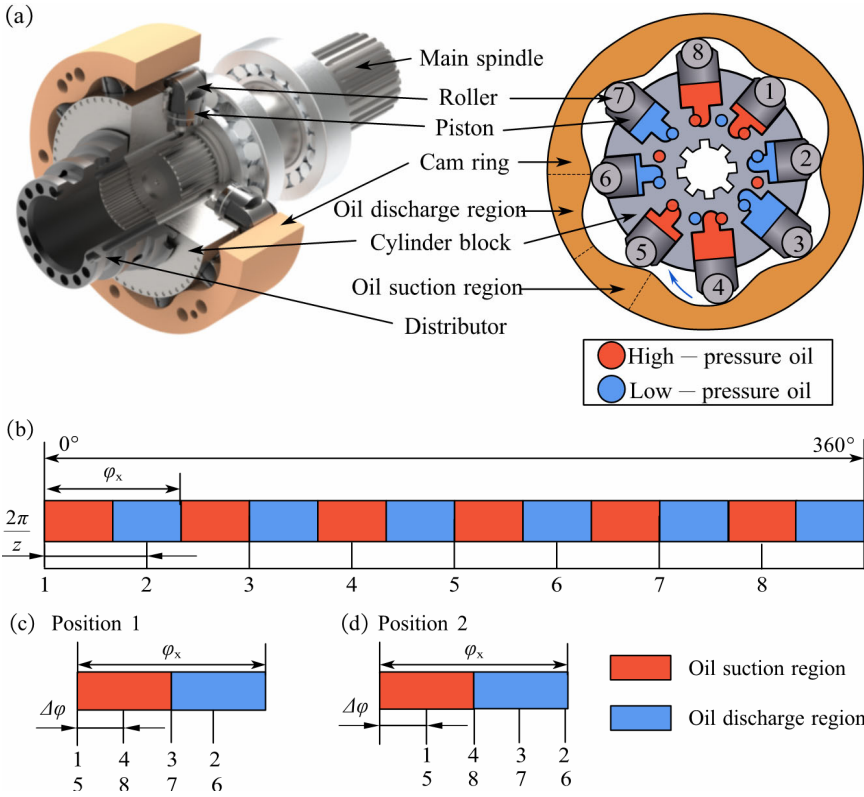 (a)
Main spindle
Roller
Piston
Cam ring
Oil discharge region
Cylinder block
Oil suction region
Distributor
8
1
7
2
6
3
5
4
High — pressure oil
Low — pressure oil
(b)
0° 360°
φx
2π
z
1 2 3 4 5 6 7 8
(c) Position 1
φx
Δφ
1 4 3 2
5 8 7 6
(d) Position 2
φx
Δφ
1 4 3 2
5 8 7 6
Oil suction region
Oil discharge region